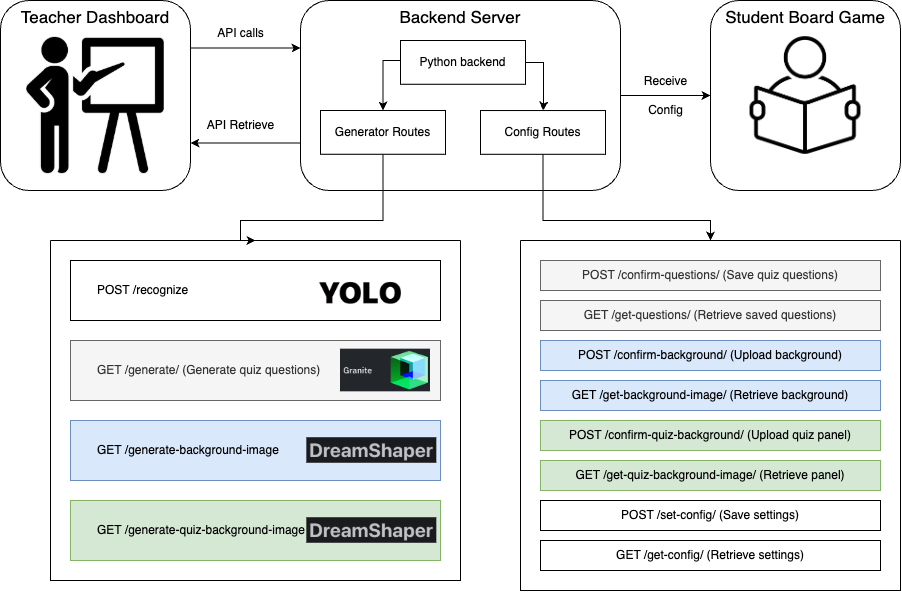 Teacher Dashboard
Backend Server
Student Board Game
API calls
API Retrieve
Python backend
Generator Routes
Config Routes
Receive
Config
POST /recognize
YOLO
GET /generate/ (Generate quiz questions)
Granite
GET /generate-background-image
DreamShaper
GET /generate-quiz-background-image
DreamShaper
POST /confirm-questions/ (Save quiz questions)
GET /get-questions/ (Retrieve saved questions)
POST /confirm-background/ (Upload background)
GET /get-background-image/ (Retrieve background)
POST /confirm-quiz-background/ (Upload quiz panel)
GET /get-quiz-background-image/ (Retrieve panel)
POST /set-config/ (Save settings)
GET /get-config/ (Retrieve settings)